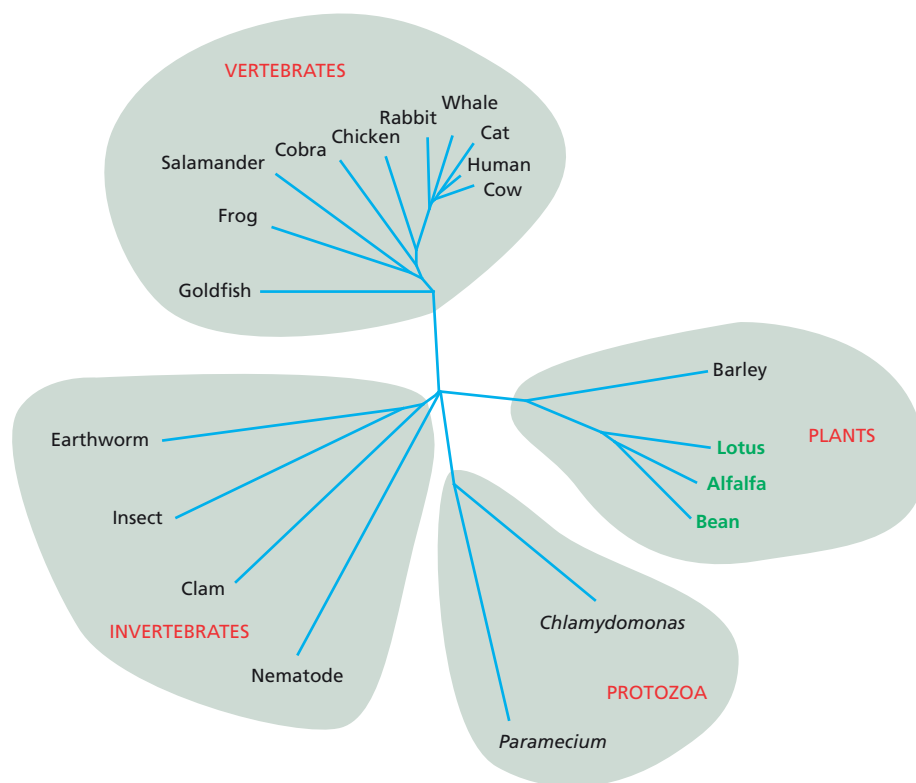 VERTEBRATES
Whale
Rabbit
Cat
Chicken
Cobra
Human
Salamander
Cow
Frog
Goldfish
Barley
Earthworm
Lotus
PLANTS
Alfalfa
Insect
Bean
Clam
Chlamydomonas
INVERTEBRATES
Nematode
PROTOZOA
Paramecium